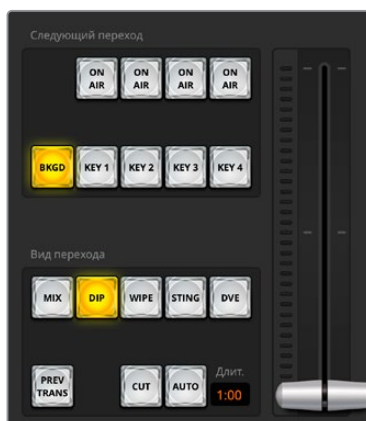 Следующий переход
ON AIR ON AIR ON AIR ON AIR
BKGD KEY 1 KEY 2 KEY 3 KEY 4
Вид перехода
MIX DIP WIPE STING DVE
Длит.
PREV TRANS CUT AUTO 1:00